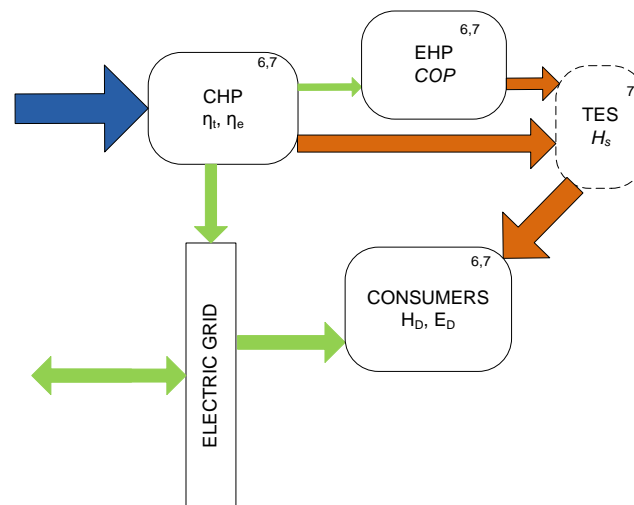 6,7
CHP
ηt, ηe
6,7
EHP
COP
7
TES
Hs
6,7
CONSUMERS
HD, ED
ELECTRIC GRID